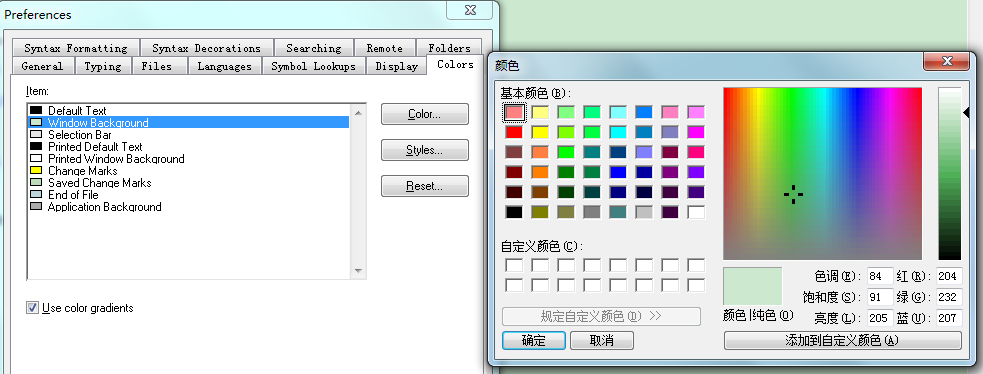 Preferences
Syntax Formatting
Syntax Decorations
Searching
Remote
Folders
General
Typing
Files
Languages
Symbol Lookups
Display
Colors
Item:
Default Text
Window Background
Selection Bar
Printed Default Text
Printed Window Background
Change Marks
Saved Change Marks
End of File
Application Background
Color...
Styles...
Reset...
Use color gradients
颜色
基本颜色(B):
自定义颜色(C):
规定自定义颜色(D) >>
确定
取消
颜色|纯色(O)
色调(E): 84
红(R): 204
饱和度(S): 91
绿(G): 232
亮度(L): 205
蓝(U): 207
添加到自定义颜色(A)